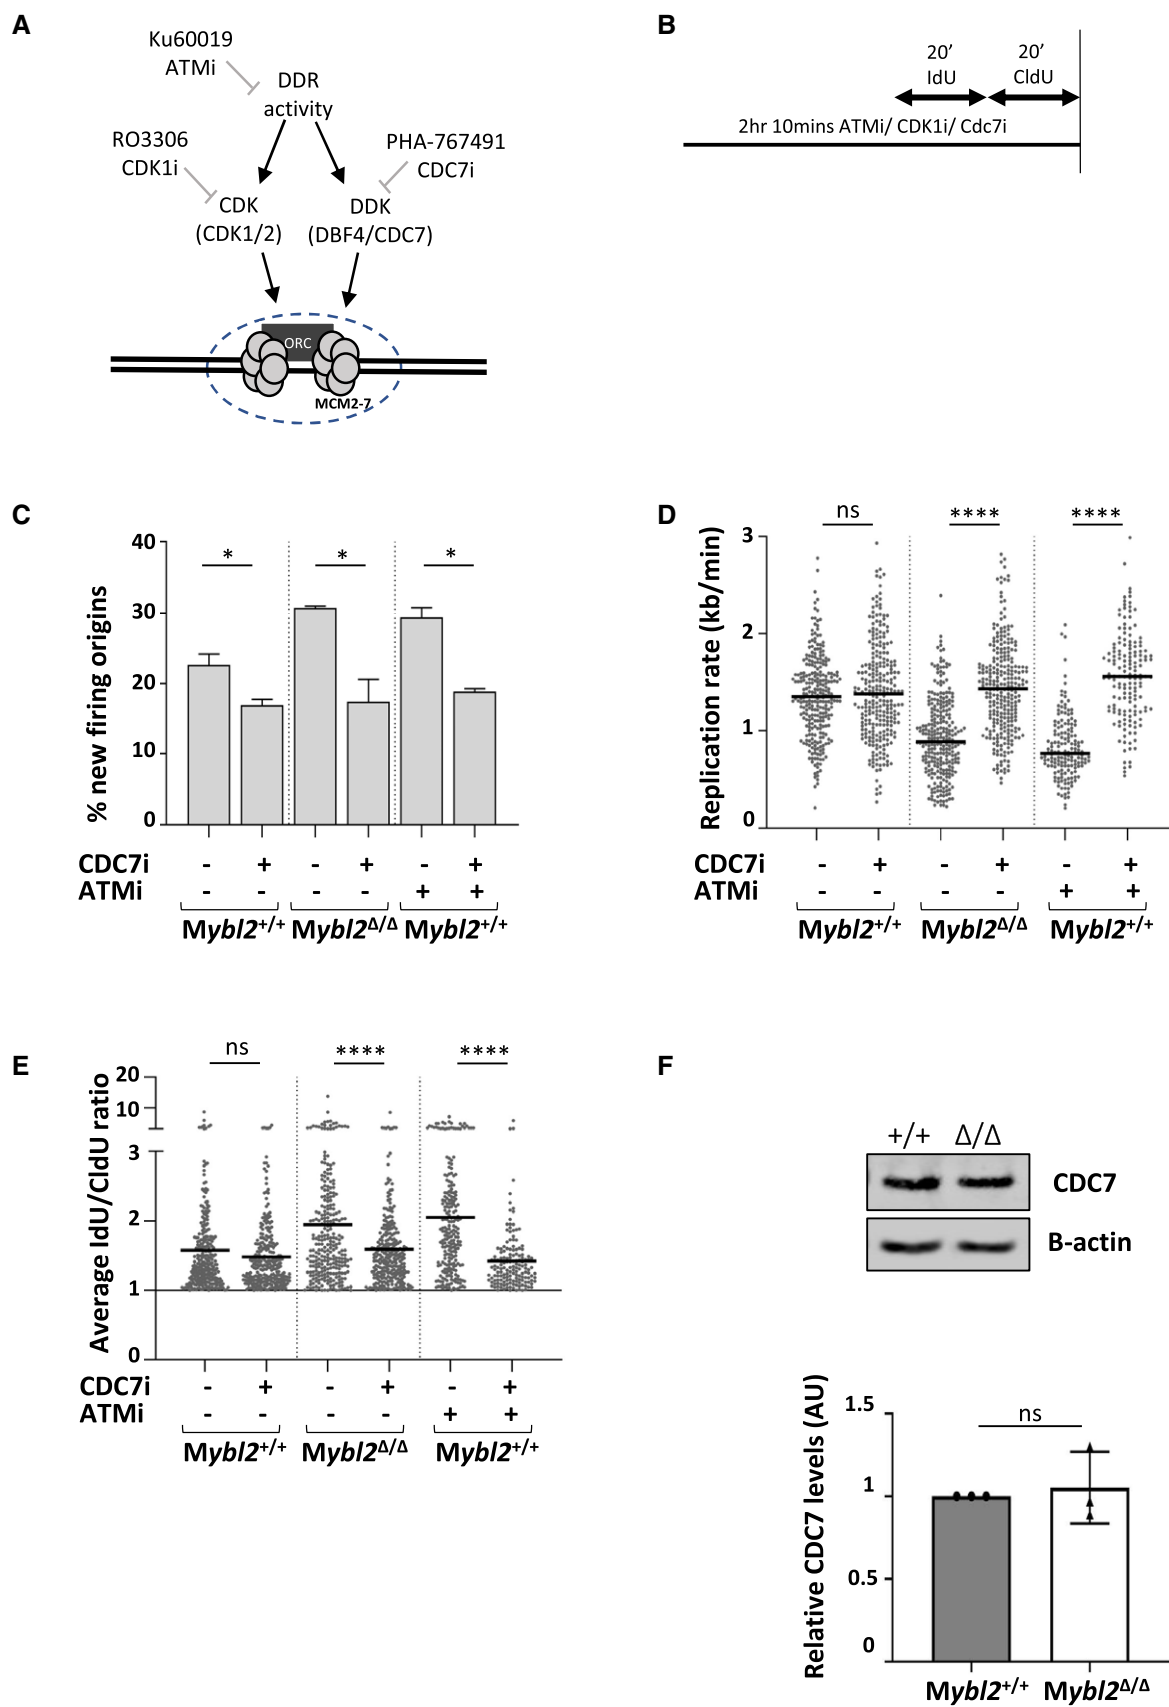 A
Ku60019
ATMi
DDR
activity
RO3306
CDK1i
PHA-767491
CDC7i
CDK
(CDK1/2)
DDK
(DBF4/CDC7)
ORC
MCM2-7
B
20' 20'
IdU CldU
2hr 10mins ATMi/ CDK1i/ Cdc7i
C
% new firing origins
40
30
20
10
0
* * *
CDC7i - + - + - +
ATMi - - - - + +
Mybl2+/+ Mybl2Δ/Δ Mybl2+/+
D
Replication rate (kb/min)
3
2
1
0
ns **** ****
CDC7i - + - + - +
ATMi - - - - + +
Mybl2+/+ Mybl2Δ/Δ Mybl2+/+
E
Average IdU/CldU ratio
20
10
3
2
1
0
ns **** ****
CDC7i - + - + - +
ATMi - - - - + +
Mybl2+/+ Mybl2Δ/Δ Mybl2+/+
F
+/+ Δ/Δ
CDC7
B-actin
Relative CDC7 levels (AU)
1.5
1
0.5
0
ns
Mybl2+/+ Mybl2Δ/Δ